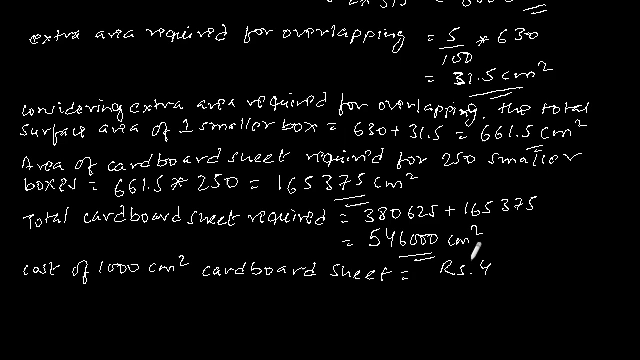 extra area required for overlapping = 5/100 * 630
= 31.5 cm²
considering extra area required for overlapping, the total
surface area of 1 smaller box = 630 + 31.5 = 661.5 cm²
Area of cardboard sheet required for 250 smaller
boxes = 661.5 * 250 = 165375 cm²
Total cardboard sheet required = 380625 + 165375
= 546000 cm²
cost of 1000 cm² cardboard sheet = Rs. 4